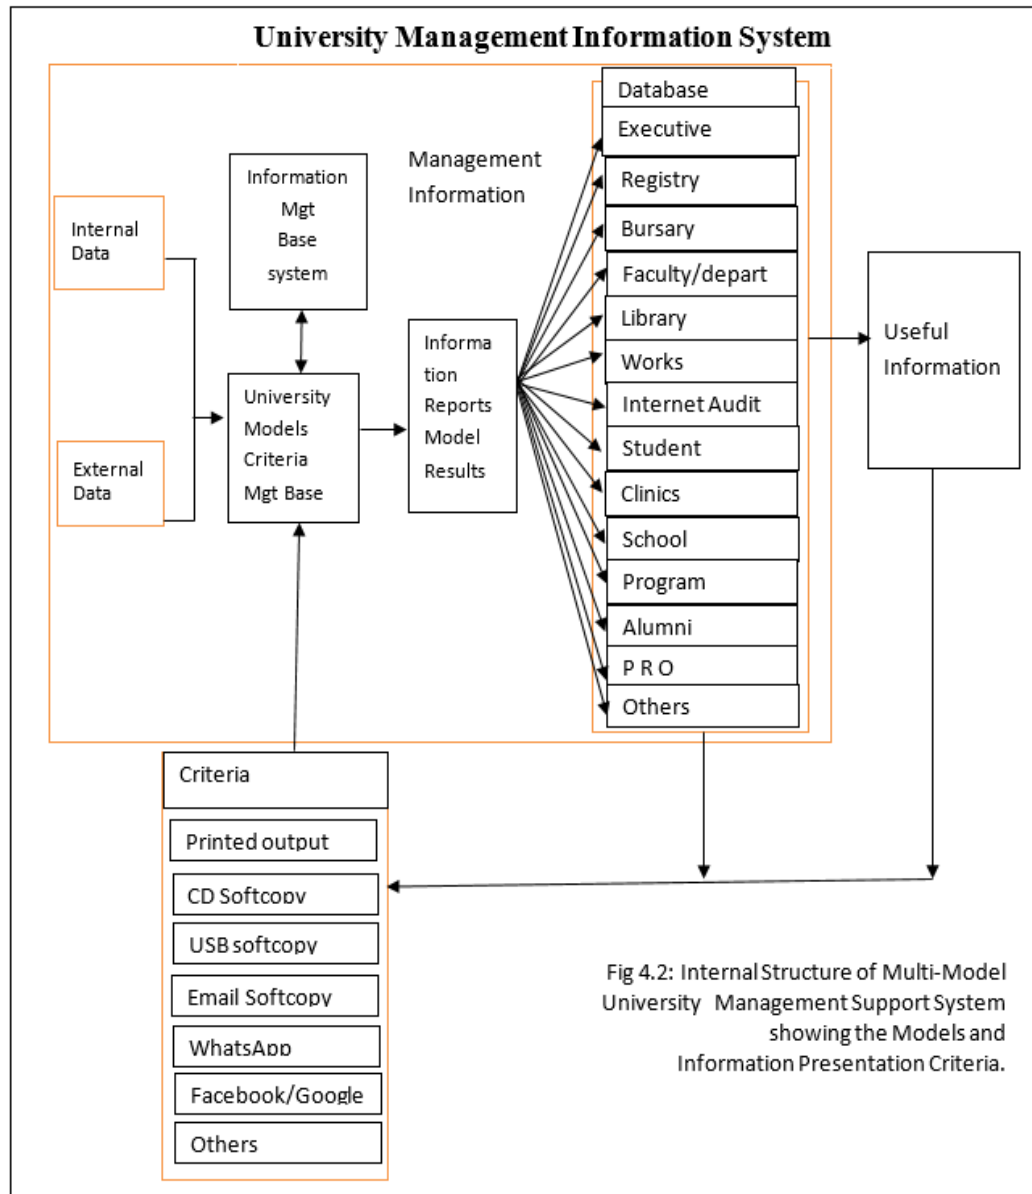 University Management Information System
Internal
Data
External
Data
Information
Mgt
Base
system
University
Models
Criteria
Mgt Base
Management
Information
Informa
tion
Reports
Model
Results
Database
Executive
Registry
Bursary
Faculty/depart
Library
Works
Internet Audit
Student
Clinics
School
Program
Alumni
P R O
Others
Useful
Information
Criteria
Printed output
CD Softcopy
USB softcopy
Email Softcopy
WhatsApp
Facebook/Google
Others
Fig 4.2: Internal Structure of Multi-Model
University Management Support System
showing the Models and
Information Presentation Criteria.